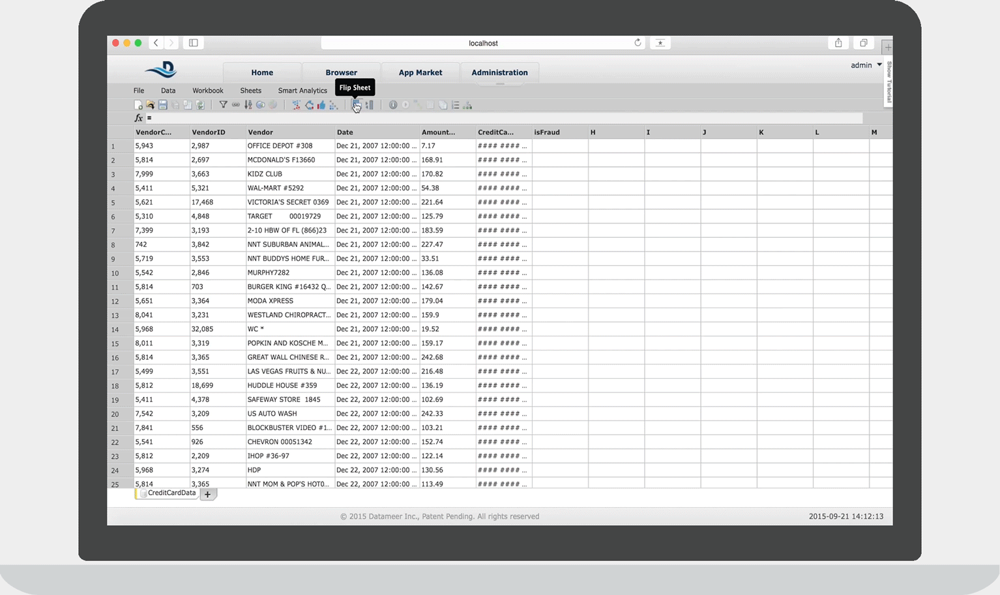 localhost
admin
Home Browser App Market Administration
Show Tutorial
File Data Workbook Sheets Smart Analytics Flip Sheet
fx =
VendorC... VendorID Vendor Date Amount... CreditCa... isFraud H I J K L M
1 5,943 2,987 OFFICE DEPOT #308 Dec 21, 2007 12:00:00 ... 7.17 #### #### ...
2 5,814 2,697 MCDONALD'S F13660 Dec 21, 2007 12:00:00 ... 168.91 #### #### ...
3 7,999 3,663 KIDZ CLUB Dec 21, 2007 12:00:00 ... 170.82 #### #### ...
4 5,411 5,321 WAL-MART #5292 Dec 21, 2007 12:00:00 ... 54.38 #### #### ...
5 5,621 17,468 VICTORIA'S SECRET 0369 Dec 21, 2007 12:00:00 ... 221.64 #### #### ...
6 5,310 4,848 TARGET 00019729 Dec 21, 2007 12:00:00 ... 125.79 #### #### ...
7 7,399 3,193 2-10 HBW OF FL (866)23 Dec 21, 2007 12:00:00 ... 183.59 #### #### ...
8 742 3,842 NNT SUBURBAN ANIMAL... Dec 21, 2007 12:00:00 ... 227.47 #### #### ...
9 5,719 3,553 NNT BUDDYS HOME FUR... Dec 21, 2007 12:00:00 ... 33.51 #### #### ...
10 5,542 2,846 MURPHY7282 Dec 21, 2007 12:00:00 ... 136.08 #### #### ...
11 5,814 703 BURGER KING #16432 Q... Dec 21, 2007 12:00:00 ... 142.67 #### #### ...
12 5,651 3,364 MODA XPRESS Dec 21, 2007 12:00:00 ... 179.04 #### #### ...
13 8,041 3,231 WESTLAND CHIROPRACT... Dec 21, 2007 12:00:00 ... 159.9 #### #### ...
14 5,968 32,085 WC * Dec 21, 2007 12:00:00 ... 19.52 #### #### ...
15 8,011 3,319 POPKIN AND KOSCHE M... Dec 21, 2007 12:00:00 ... 159.17 #### #### ...
16 5,814 3,365 GREAT WALL CHINESE R... Dec 21, 2007 12:00:00 ... 242.68 #### #### ...
17 5,499 3,551 LAS VEGAS FRUITS & NU... Dec 22, 2007 12:00:00 ... 216.48 #### #### ...
18 5,812 18,699 HUDDLE HOUSE #359 Dec 22, 2007 12:00:00 ... 136.19 #### #### ...
19 5,411 4,378 SAFEWAY STORE 1845 Dec 22, 2007 12:00:00 ... 102.69 #### #### ...
20 7,542 3,209 US AUTO WASH Dec 22, 2007 12:00:00 ... 242.33 #### #### ...
21 7,841 556 BLOCKBUSTER VIDEO #1... Dec 22, 2007 12:00:00 ... 103.21 #### #### ...
22 5,541 926 CHEVRON 00051342 Dec 22, 2007 12:00:00 ... 152.74 #### #### ...
23 5,812 2,209 IHOP #36-97 Dec 22, 2007 12:00:00 ... 122.14 #### #### ...
24 5,968 3,274 HDP Dec 22, 2007 12:00:00 ... 130.56 #### #### ...
25 5,814 3,365 NNT MOM & POP'S HOT0... Dec 22, 2007 12:00:00 ... 113.49 #### #### ...
CreditCardData +
© 2015 Datameer Inc., Patent Pending. All rights reserved 2015-09-21 14:12:13